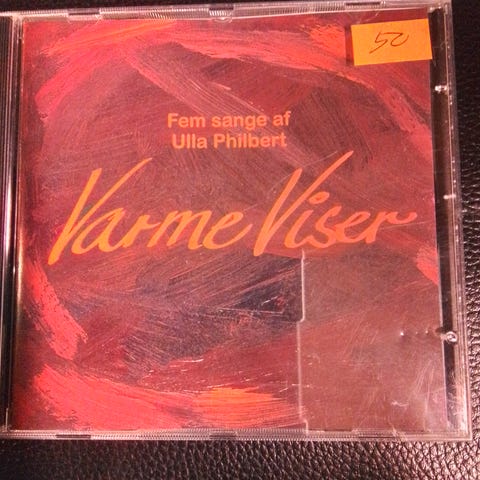 50
Fem sange af
Ulla Philbert
Varme Viser